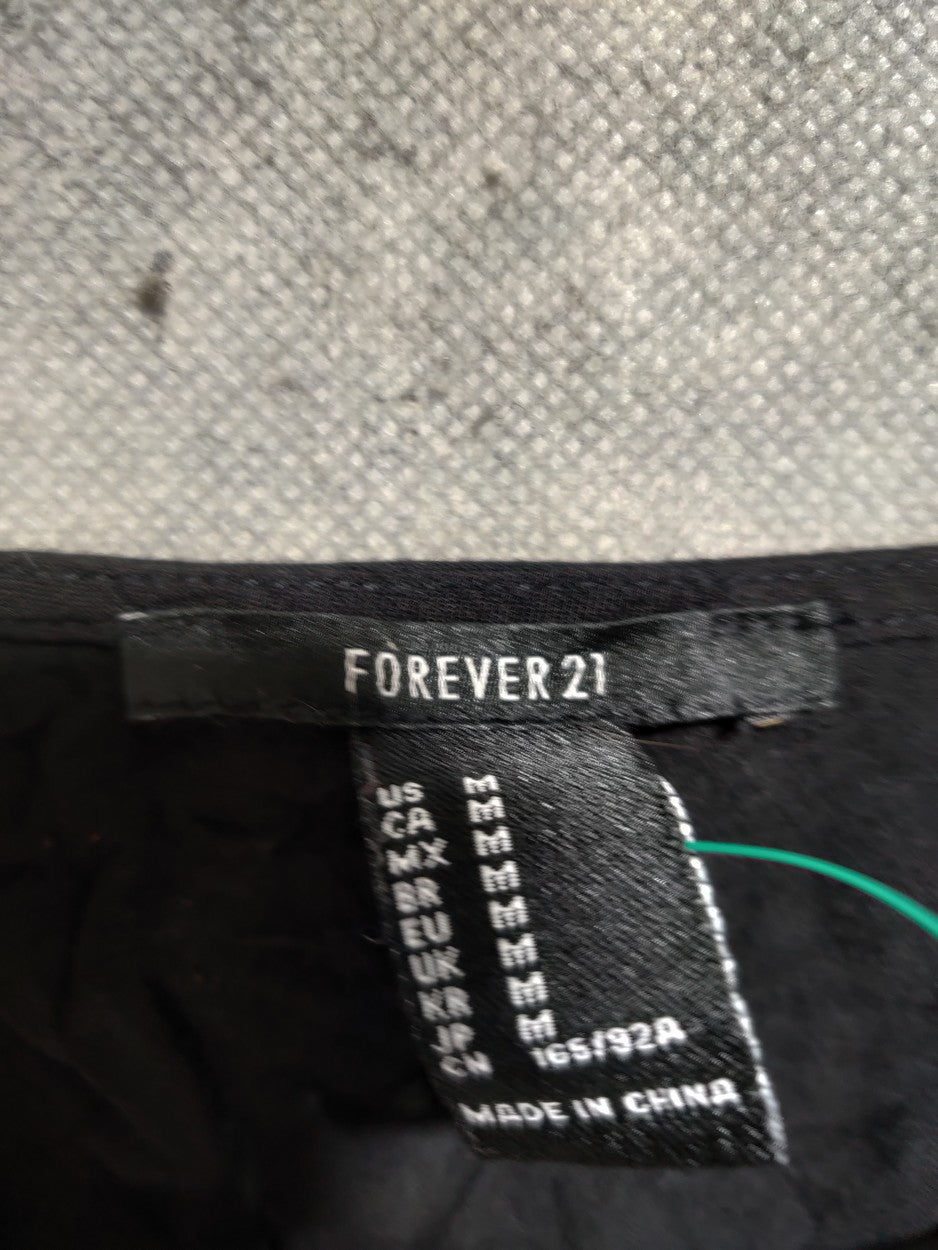 FOREVER 21
US M
CA M
MX M
BR M
EU M
UK M
KR M
JP M
CN 165/92A
MADE IN CHINA